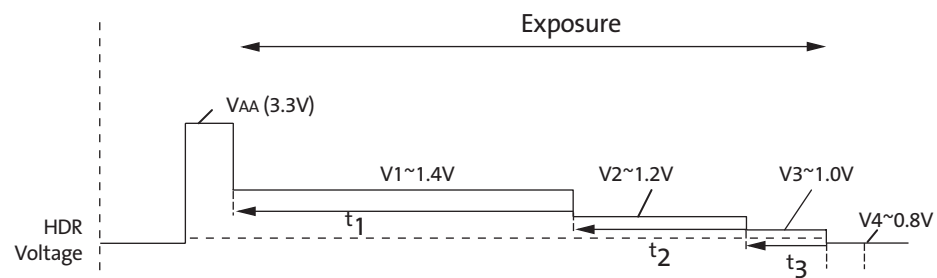 Exposure
VAA (3.3V)
V1~1.4V
V2~1.2V
V3~1.0V
HDR
Voltage
t1
V4~0.8V
t2
t3